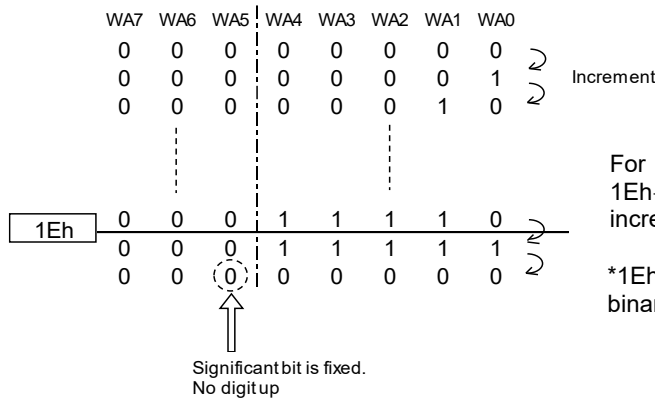 WA7 WA6 WA5 WA4 WA3 WA2 WA1 WA0
0 0 0 0 0 0 0 0
0 0 0 0 0 0 0 1
Increment
0 0 0 0 0 0 1 0
For
1Eh-
incre
1Eh 0 0 0 1 1 1 1 0
0 0 0 1 1 1 1 1
0 0 0 0 0 0 0 0
*1Eh
binar
Significant bit is fixed.
No digit up